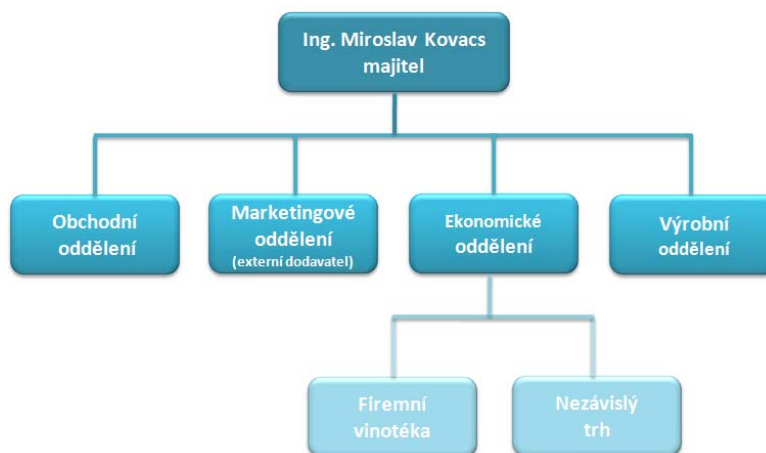 Ing. Miroslav Kovacs
majitel
Obchodní
oddělení
Marketingové
oddělení
(externí dodavatel)
Ekonomické
oddělení
Výrobní
oddělení
Firemní
vinotéka
Nezávislý
trh